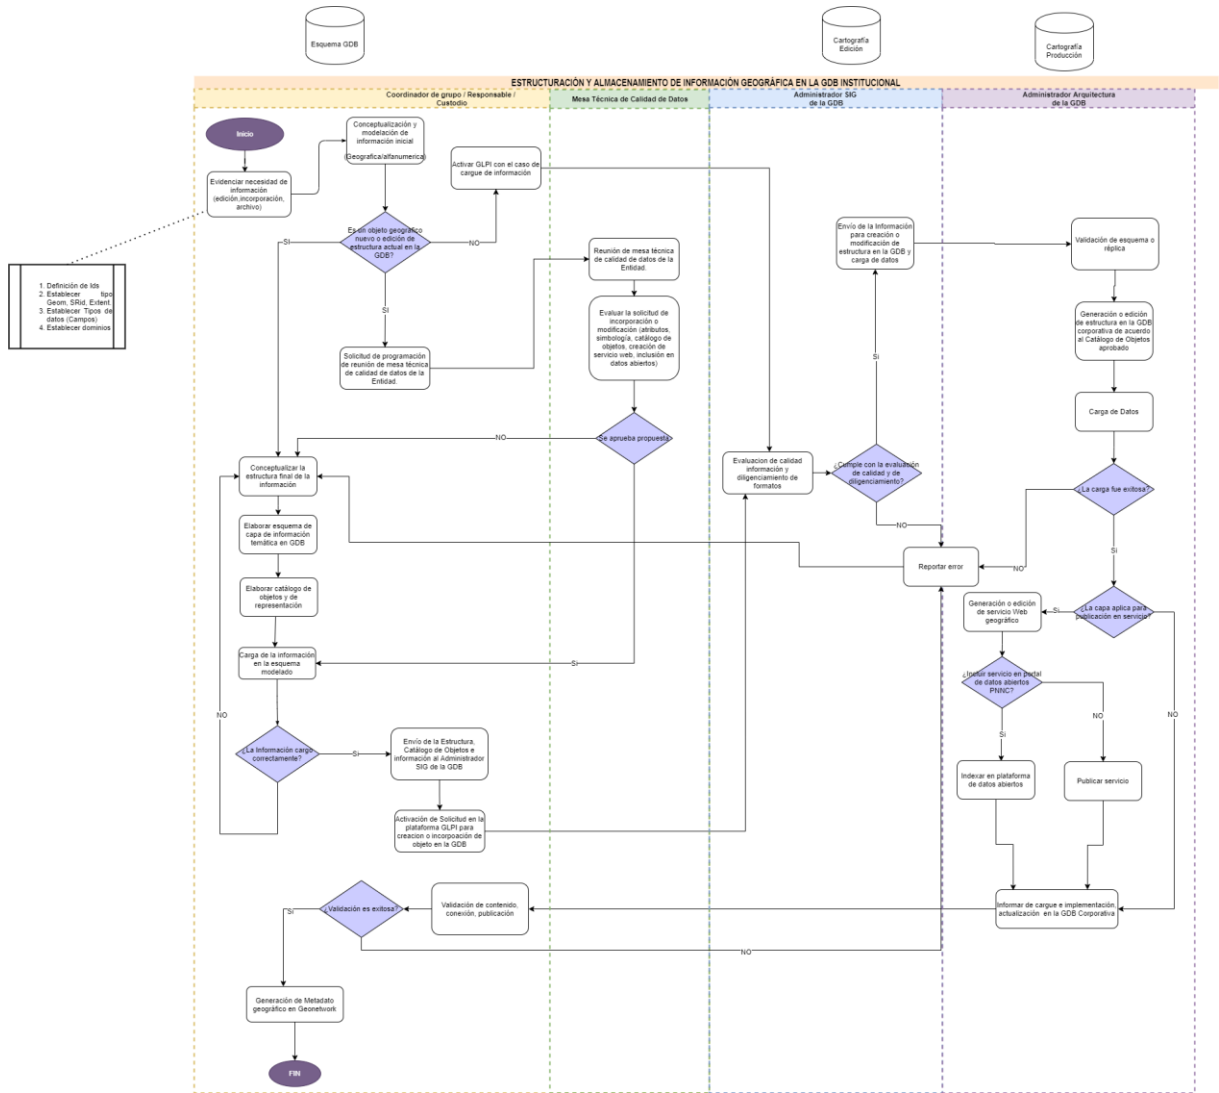 Esquema GDB
Cartografía
Edición
Cartografía
Producción
ESTRUCTURACIÓN Y ALMACENAMIENTO DE INFORMACIÓN GEOGRÁFICA EN LA GDB INSTITUCIONAL
Coordinador de grupo / Responsable /
Custodio
Mesa Técnica de Calidad de Datos
Administrador SIG
de la GDB
Administrador Arquitectura
de la GDB
Inicio
Conceptualización y
modelación de
información inicial
(Geografica/alfanumerica)
Activar GLPI con el caso de
cargue de información
Evidenciar necesidad de
información
(edición,incorporación,
archivo)
Es un objeto geográfico
nuevo o edición de
estructura actual en la
GDB?
SI
NO
SI
1. Definición de Ids
2. Establecer tipo
Geom, SRid, Extent.
3. Establecer Tipos de
datos (Campos)
4. Establecer dominios
Solicitud de programación
de reunión de mesa técnica
de calidad de datos de la
Entidad.
Reunión de mesa técnica
de calidad de datos de la
Entidad.
Evaluar la solicitud de
incorporación o
modificación (atributos,
simbología, catálogo de
objetos, creación de
servicio web, inclusión en
datos abiertos)
Se aprueba propuesta
NO
Si
Envío de la Información
para creación o
modificación de
estructura en la GDB y
carga de datos
Validación de esquema o
réplica
Generación o edición
de estructura en la GDB
corporativa de acuerdo
al Catálogo de Objetos
aprobado
Carga de Datos
Si
Conceptualizar la
estructura final de la
información
Evaluacion de calidad
información y
diligenciamiento de
formatos
¿Cumple con la evaluación
de calidad y de
diligenciamiento?
¿La carga fue exitosa?
NO
NO
Si
Elaborar esquema de
capa de información
temática en GDB
Reportar error
Elaborar catálogo de
objetos y de
representación
Generación o edición
de servicio Web
geográfico
Si
¿La capa aplica para
publicación en servicio?
Carga de la información
en la esquema
modelado
¿Incluir servicio en portal
de datos abiertos
PNNC?
NO
NO
NO
Si
¿La Información cargo
correctamente?
Si
Envío de la Estructura,
Catálogo de Objetos e
información al Administrador
SIG de la GDB
Indexar en plataforma
de datos abiertos
Publicar servicio
Activación de Solicitud en la
plataforma GLPI para
creacion o incorpoación de
objeto en la GDB
¿Validación es exitosa?
Si
Validación de contenido,
conexión, publicación
Informar de cargue e implementación,
actualización en la GDB Corporativa
NO
Generación de Metadato
geográfico en Geonetwork
FIN